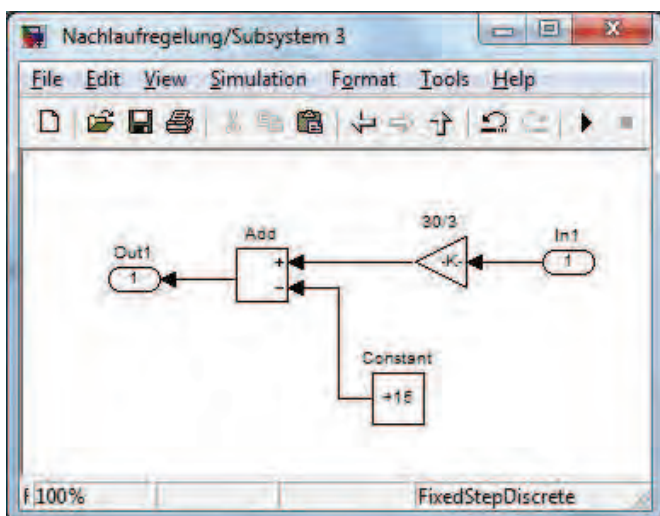 Nachlaufregelung/Subsystem 3
File Edit View Simulation Format Tools Help
30/3
In1
Add
Out1
+
-K-
1
1
−
Constant
+15
100%
FixedStepDiscrete